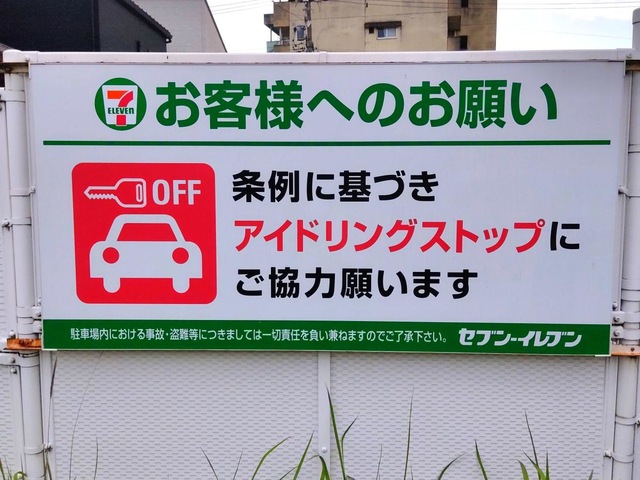 7
ELEVEN
お客様へのお願い
OFF
条例に基づき
アイドリングストップに
ご協力願います
駐車場内における事故・盗難等につきましては一切責任を負い兼ねますのでご了承下さい。 セブン-イレブン